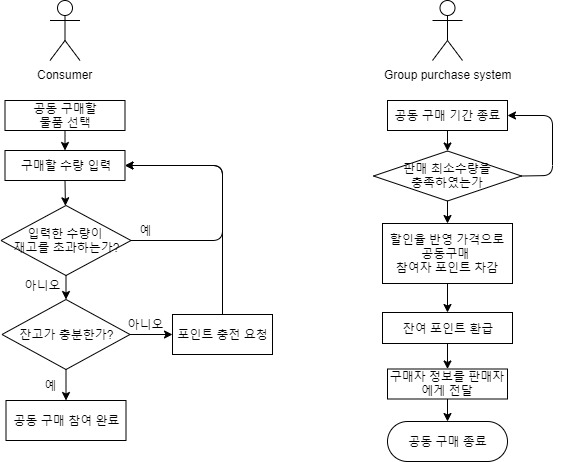 Consumer
공동 구매할
물품 선택
구매할 수량 입력
입력한 수량이
재고를 초과하는가?
예
아니오
잔고가 충분한가?
아니오
포인트 충전 요청
예
공동 구매 참여 완료
Group purchase system
공동 구매 기간 종료
판매 최소수량을
충족하였는가
할인율 반영 가격으로
공동구매
참여자 포인트 차감
잔여 포인트 환급
구매자 정보를 판매자
에게 전달
공동 구매 종료